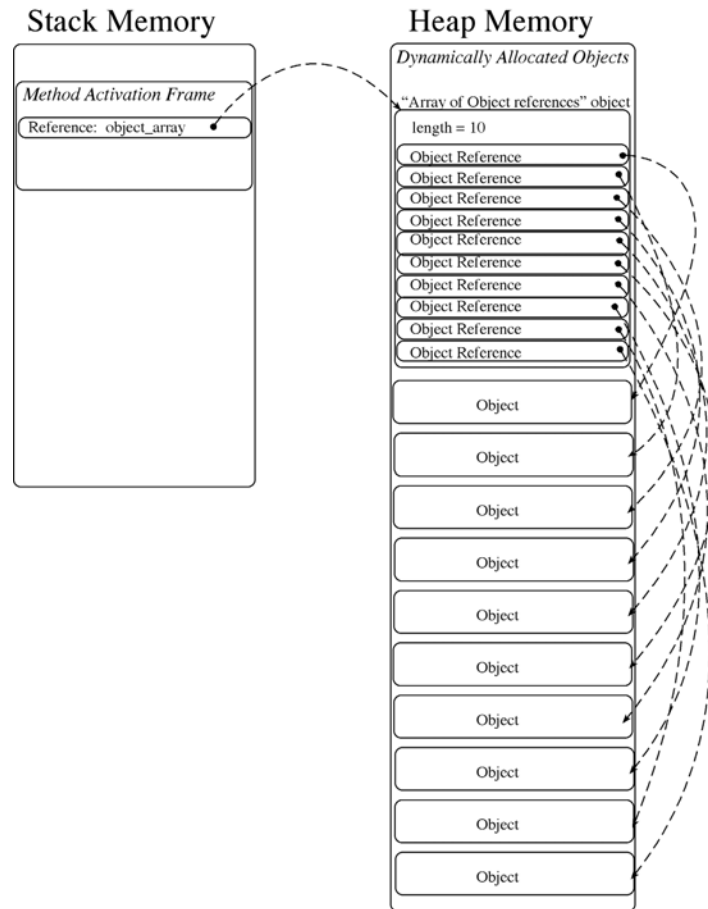 Stack Memory
Method Activation Frame
Reference: object_array
Heap Memory
Dynamically Allocated Objects
“Array of Object references” object
length = 10
Object Reference
Object Reference
Object Reference
Object Reference
Object Reference
Object Reference
Object Reference
Object Reference
Object Reference
Object Reference
Object
Object
Object
Object
Object
Object
Object
Object
Object
Object